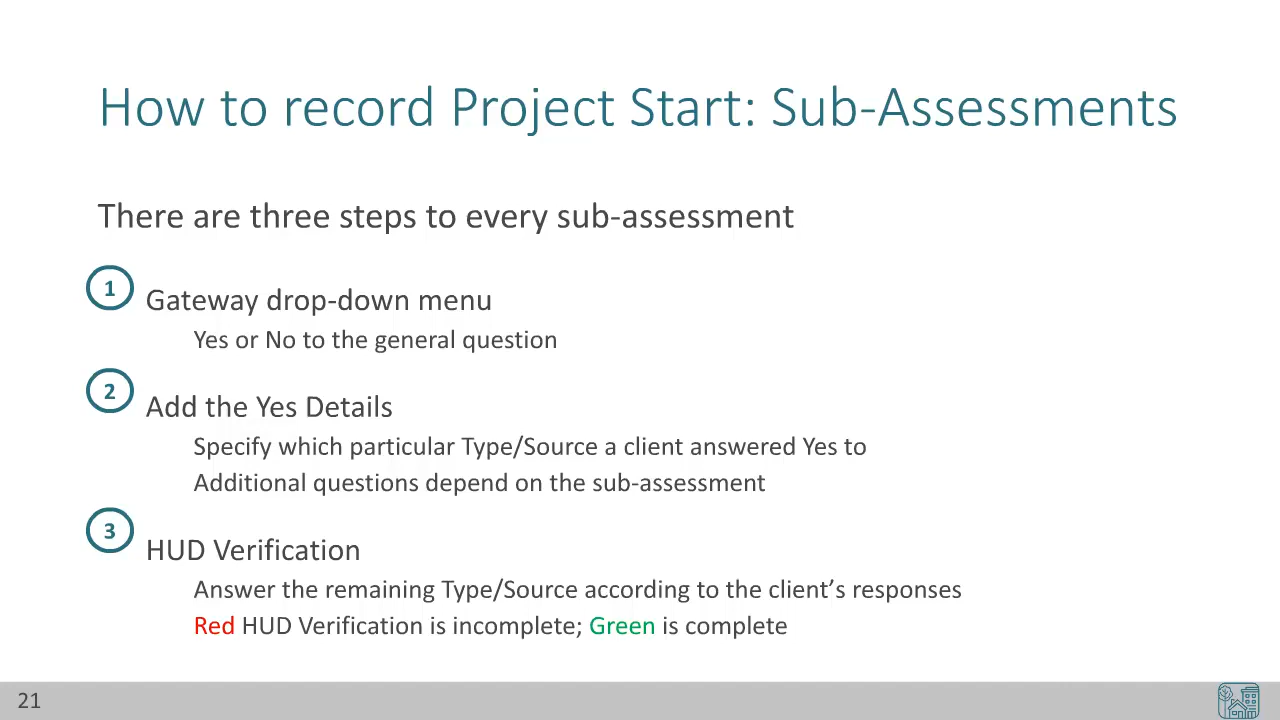 How to record Project Start: Sub-Assessments
There are three steps to every sub-assessment
1
Gateway drop-down menu
Yes or No to the general question
2
Add the Yes Details
Specify which particular Type/Source a client answered Yes to
Additional questions depend on the sub-assessment
3
HUD Verification
Answer the remaining Type/Source according to the client’s responses
Red HUD Verification is incomplete; Green is complete
21